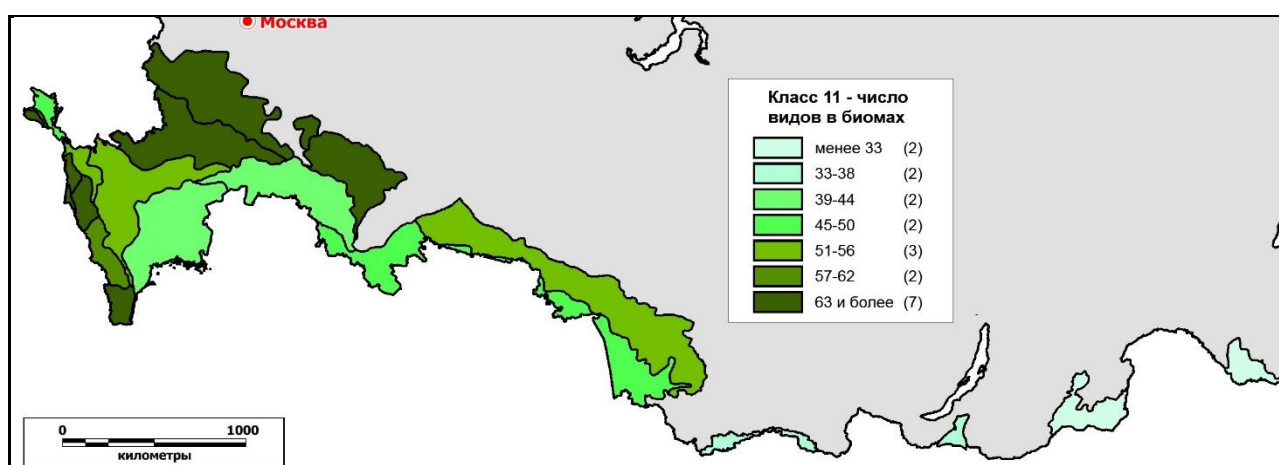 Москва
Класс 11 - число
видов в биомах
менее 33 (2)
33-38 (2)
39-44 (2)
45-50 (2)
51-56 (3)
57-62 (2)
63 и более (7)
0 1000
километры